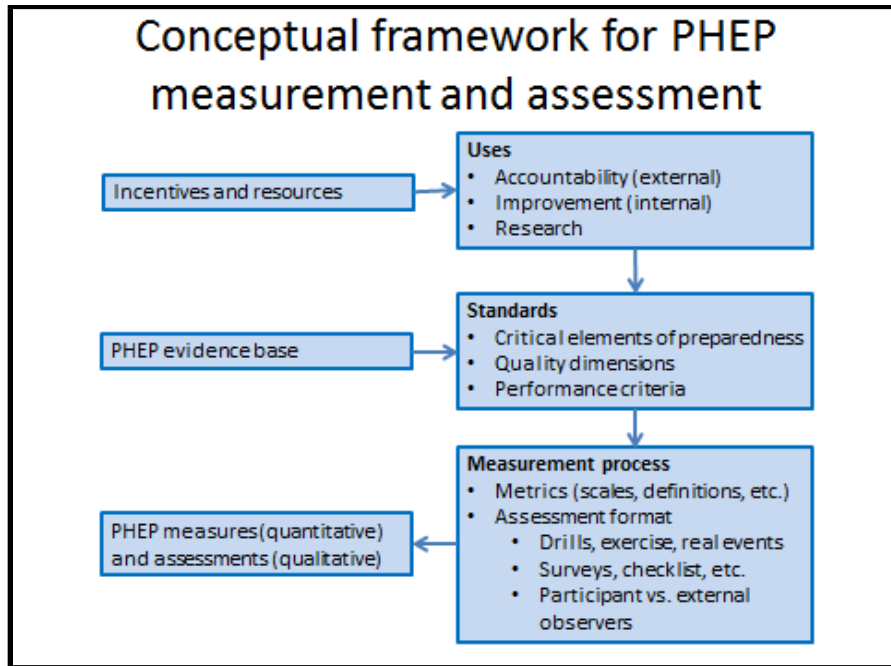 Conceptual framework for PHEP
measurement and assessment
Incentives and resources
Uses
• Accountability (external)
• Improvement (internal)
• Research
PHEP evidence base
Standards
• Critical elements of preparedness
• Quality dimensions
• Performance criteria
PHEP measures (quantitative)
and assessments (qualitative)
Measurement process
• Metrics (scales, definitions, etc.)
• Assessment format
• Drills, exercise, real events
• Surveys, checklist, etc.
• Participant vs. external
observers